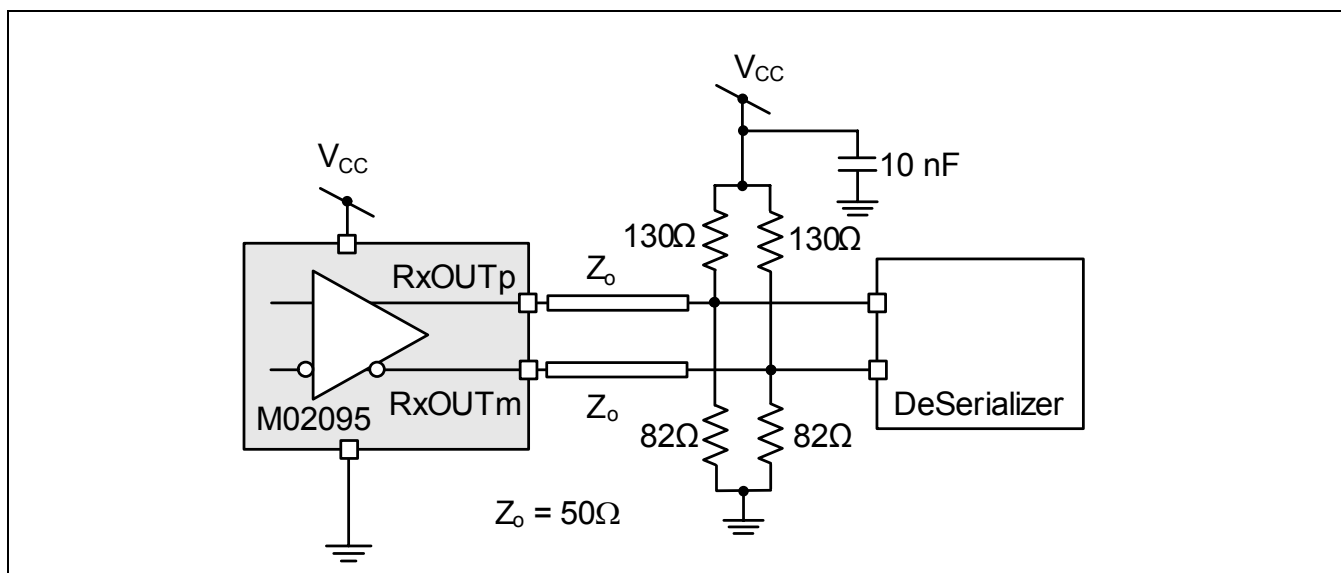 V_CC
V_CC
10 nF
130Ω
130Ω
RxOUTp
Z_o
RxOUTm
Z_o
M02095
DeSerializer
82Ω
82Ω
Z_o = 50Ω